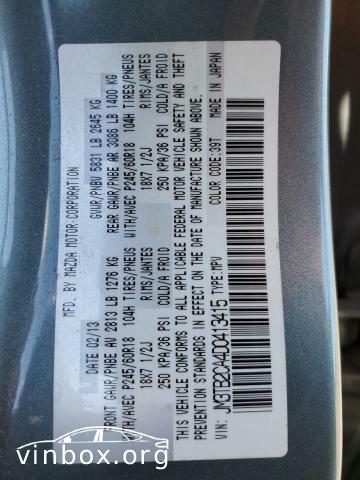 MFD. BY MAZDA MOTOR CORPORATION
DATE 02/13 GVWR/PNBV 5831 LB 2645 KG
FRONT GAWR/PNBE AV 2813 LB 1276 KG REAR GAWR/PNBE AR 3086 LB 1400 KG
WITH/AVEC P245/60R18 104H TIRES/PNEUS WITH/AVEC P245/60R18 104H TIRES/PNEUS
18X7 1/2J RIMS/JANTES 18X7 1/2J RIMS/JANTES
250 KPA/36 PSI COLD/A FROID 250 KPA/36 PSI COLD/A FROID
THIS VEHICLE CONFORMS TO ALL APPLICABLE FEDERAL MOTOR VEHICLE SAFETY AND THEFT
PREVENTION STANDARDS IN EFFECT ON THE DATE OF MANUFACTURE SHOWN ABOVE.
MADE IN JAPAN
VIN: JM3TB2CA4D0413415 TYPE:MPV COLOR CODE:39T
vinbox.org